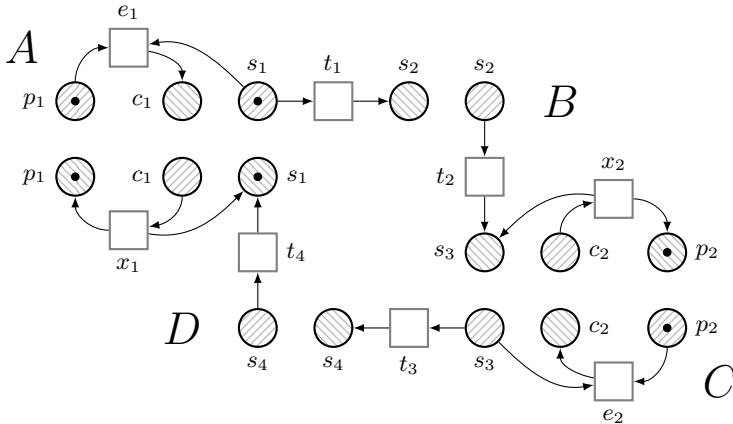 e₁
A
s₁ t₁ s₂ s₂
p₁ c₁ B
p₁ c₁ s₁ t₂ x₂
x₁ t₄ s₃ c₂ p₂
D c₂ p₂
s₄ s₄ t₃ s₃ C
e₂